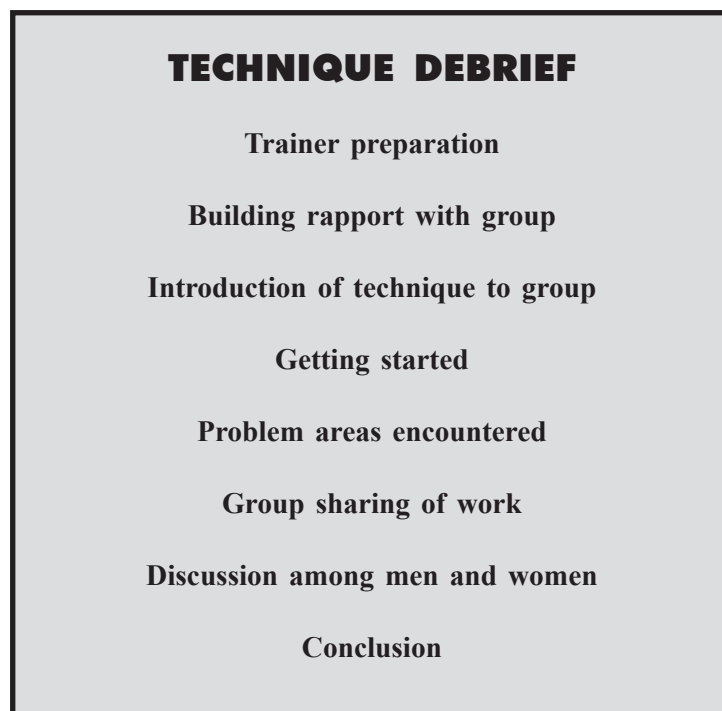 TECHNIQUE DEBRIEF
Trainer preparation
Building rapport with group
Introduction of technique to group
Getting started
Problem areas encountered
Group sharing of work
Discussion among men and women
Conclusion